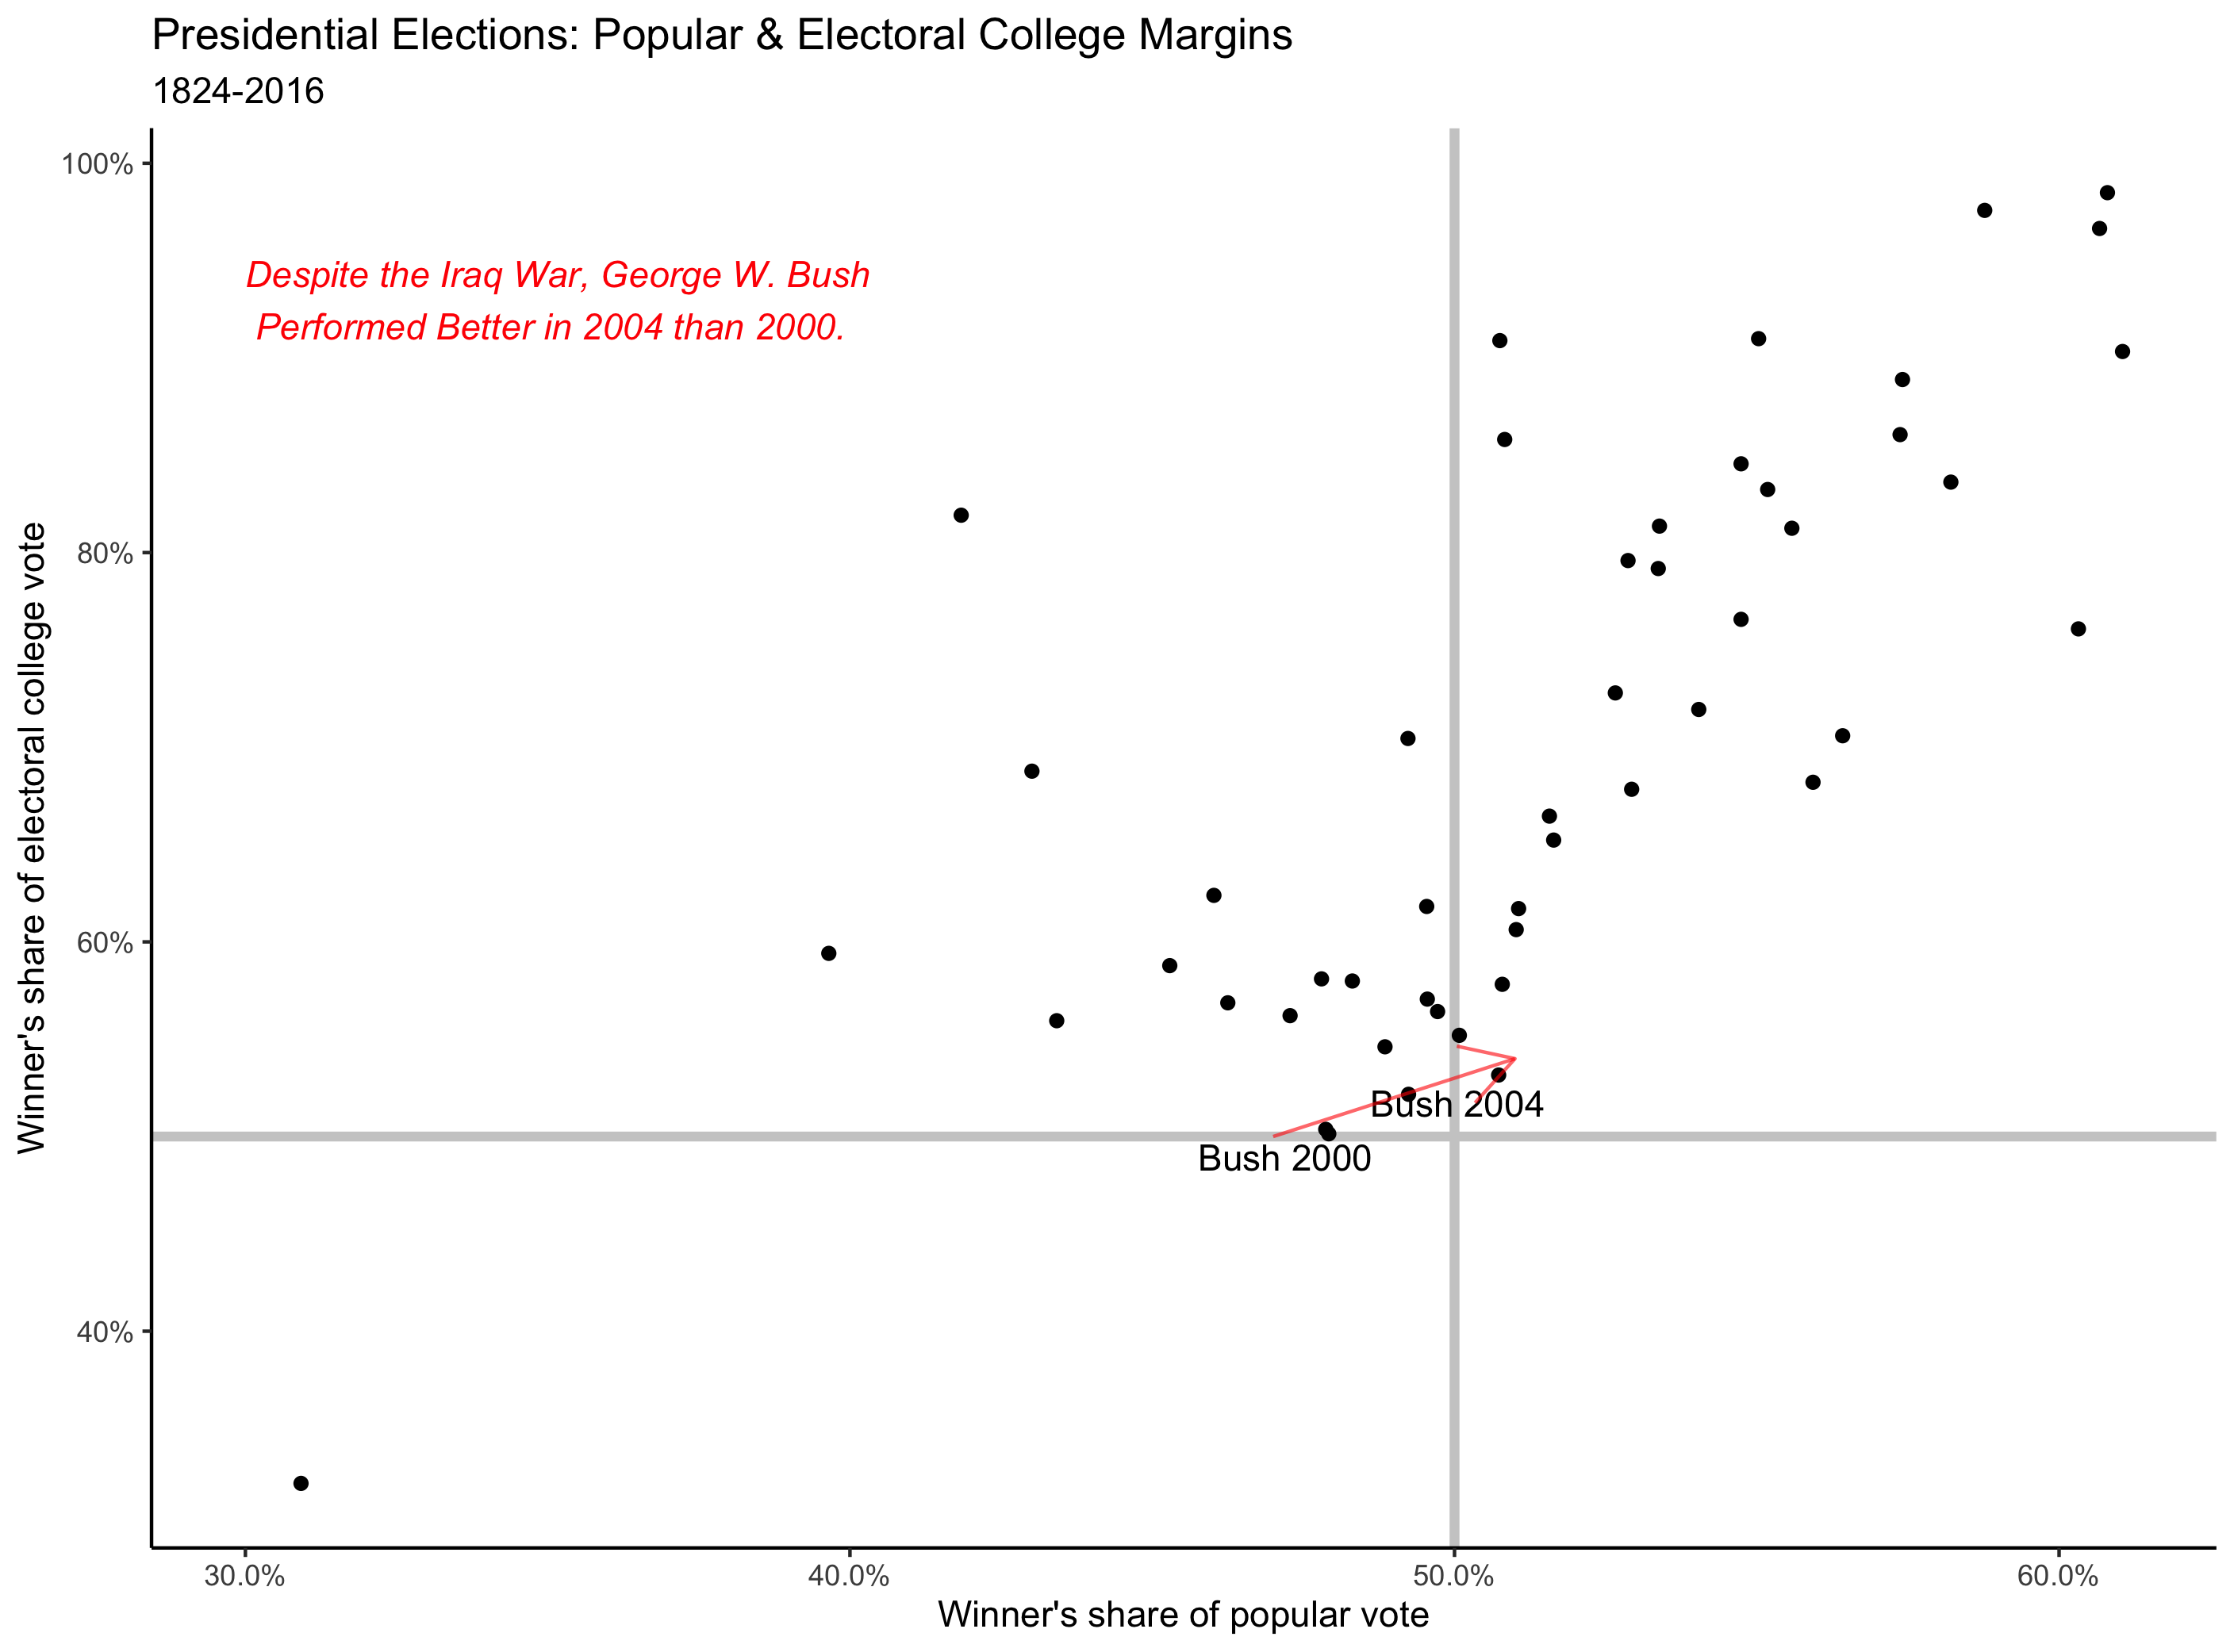 Presidential Elections: Popular & Electoral College Margins
1824-2016
Despite the Iraq War, George W. Bush
Performed Better in 2004 than 2000.
Winner's share of electoral college vote
100%
80%
60%
40%
Bush 2004
Bush 2000
30.0%
40.0%
50.0%
60.0%
Winner's share of popular vote